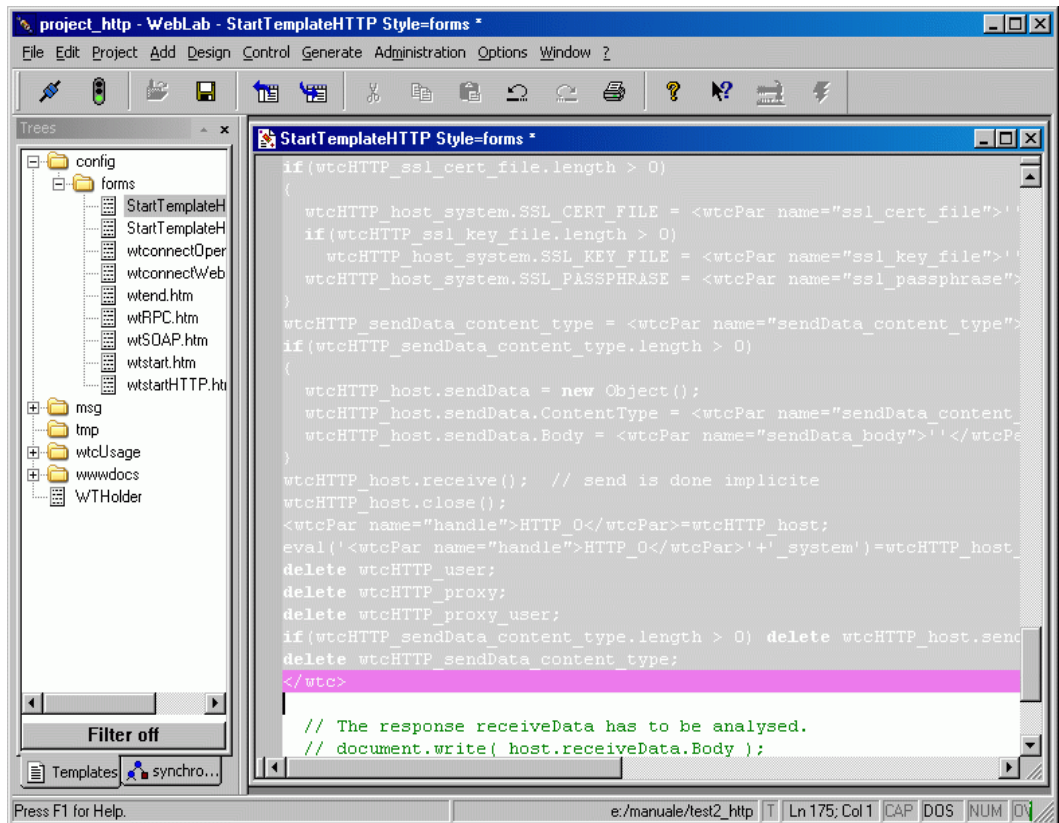 project_http - WebLab - StartTemplateHTTP Style=forms *
File Edit Project Add Design Control Generate Administration Options Window ?
Trees
config
forms
StartTemplateH
StartTemplateH
wtconnectOper
wtconnectWeb
wtend.htm
wtRPC.htm
wtSOAP.htm
wtstart.htm
wtstartHTTP.ht
msg
tmp
wtcUsage
wwwdocs
WTHolder
Filter off
Templates synchro...
StartTemplateHTTP Style=forms *
if(wtcHTTP_ssl_cert_file.length > 0)
{
wtcHTTP_host_system.SSL_CERT_FILE = <wtcPar name="ssl_cert_file">''
if(wtcHTTP_ssl_key_file.length > 0)
wtcHTTP_host_system.SSL_KEY_FILE = <wtcPar name="ssl_key_file">''
wtcHTTP_host_system.SSL_PASSPHRASE = <wtcPar name="ssl_passphrase">
}
wtcHTTP_sendData_content_type = <wtcPar name="sendData_content_type">
if(wtcHTTP_sendData_content_type.length > 0)
{
wtcHTTP_host.sendData = new Object();
wtcHTTP_host.sendData.ContentType = <wtcPar name="sendData_content_
wtcHTTP_host.sendData.Body = <wtcPar name="sendData_body">''</wtcPa
}
wtcHTTP_host.receive(); // send is done implicite
wtcHTTP_host.close();
<wtcPar name="handle">HTTP_0</wtcPar>=wtcHTTP_host;
eval('<wtcPar name="handle">HTTP_0</wtcPar>'+'_system')=wtcHTTP_host_
delete wtcHTTP_user;
delete wtcHTTP_proxy;
delete wtcHTTP_proxy_user;
if(wtcHTTP_sendData_content_type.length > 0) delete wtcHTTP_host.send
delete wtcHTTP_sendData_content_type;
</wtc>
// The response receiveData has to be analysed.
// document.write( host.receiveData.Body );
Press F1 for Help. e:/manuale/test2_http T Ln 175; Col 1 CAP DOS NUM OV